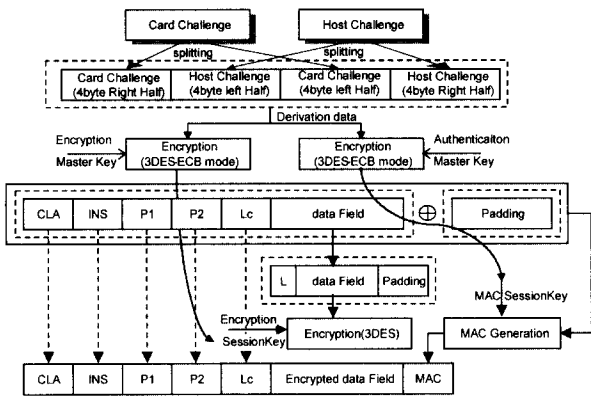 Card Challenge
Host Challenge
splitting
splitting
Card Challenge
(4byte Right Half)
Host Challenge
(4byte left Half)
Card Challenge
(4byte left Half)
Host Challenge
(4byte Right Half)
Derivation data
Encryption
Master Key
Encryption
(3DES-ECB mode)
Encryption
(3DES-ECB mode)
Authenticaiton
Master Key
CLA
INS
P1
P2
Lc
data Field
⊕
Padding
L
data Field
Padding
MAC SessionKey
Encryption
SessionKey
Encryption(3DES)
MAC Generation
CLA
INS
P1
P2
Lc
Encrypted data Field
MAC